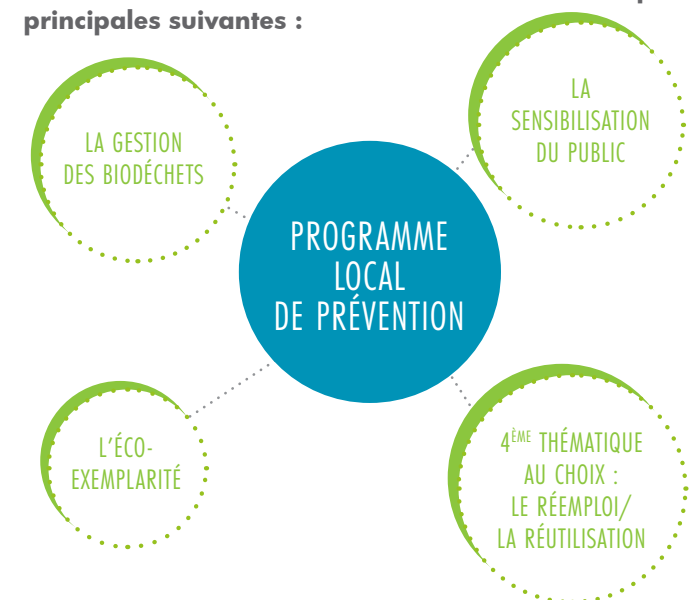 principales suivantes :
LA GESTION
DES BIODÉCHETS
LA
SENSIBILISATION
DU PUBLIC
PROGRAMME
LOCAL
DE PRÉVENTION
L'ÉCO-
EXEMPLARITÉ
4ÈME THÉMATIQUE
AU CHOIX :
LE RÉEMPLOI/
LA RÉUTILISATION